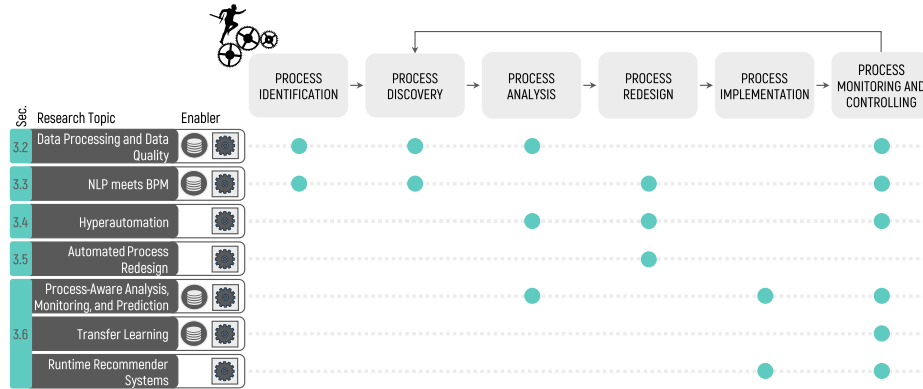 PROCESS
IDENTIFICATION
PROCESS
DISCOVERY
PROCESS
ANALYSIS
PROCESS
REDESIGN
PROCESS
IMPLEMENTATION
PROCESS
MONITORING AND
CONTROLLING
Sec.
Research Topic
Enabler
3.2
Data Processing and Data
Quality
3.3
NLP meets BPM
3.4
Hyperautomation
3.5
Automated Process
Redesign
3.6
Process-Aware Analysis,
Monitoring, and Prediction
Transfer Learning
Runtime Recommender
Systems